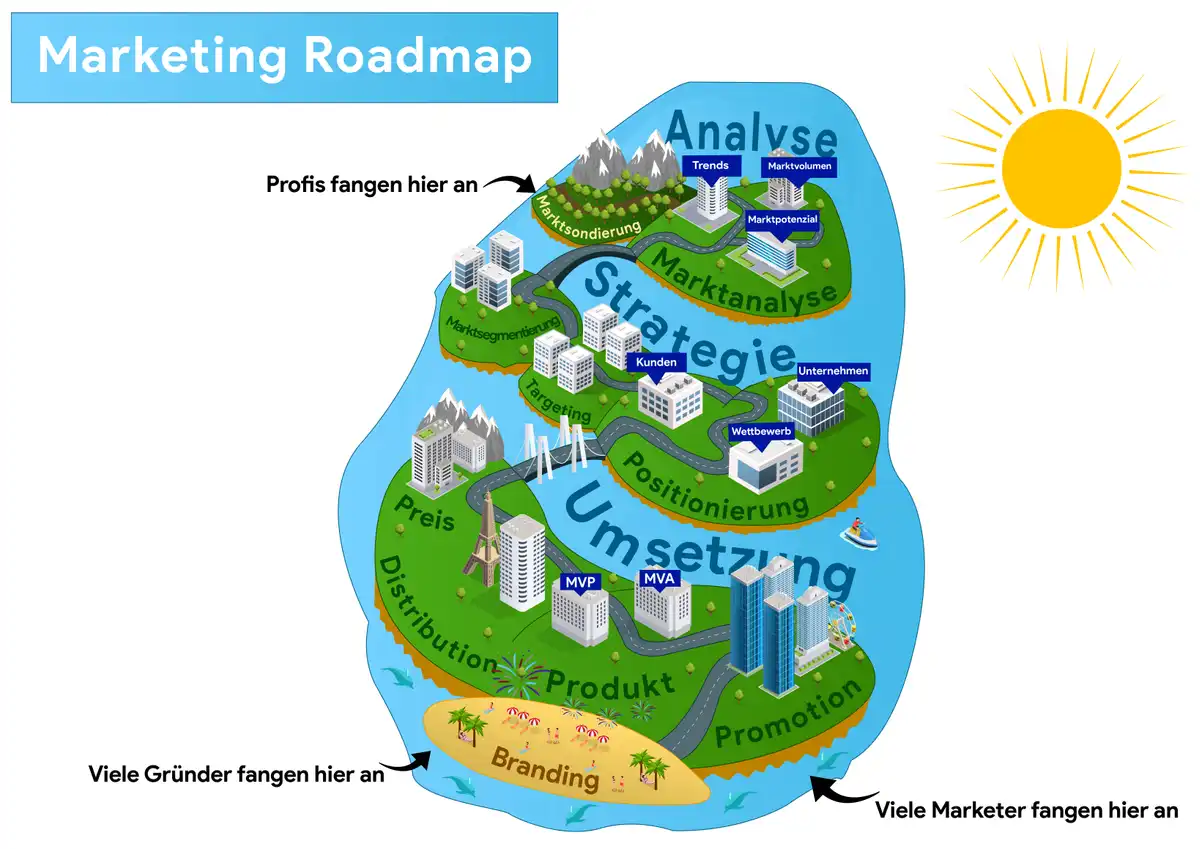 Marketing Roadmap
Analyse
Profis fangen hier an
Trends
Marktvolumen
Marktpotenzial
Marktsondierung
Marktanalyse
Strategie
Marktsegmentierung
Kunden
Unternehmen
Targeting
Wettbewerb
Positionierung
Umsetzung
Preis
Distribution
MVP
MVA
Produkt
Promotion
Branding
Viele Gründer fangen hier an
Viele Marketer fangen hier an